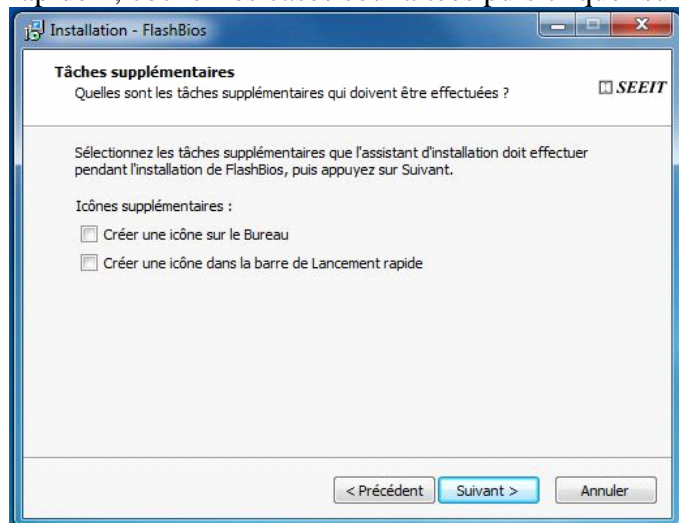 Installation - FlashBios
Tâches supplémentaires
Quelles sont les tâches supplémentaires qui doivent être effectuées ?
SEEIT
Sélectionnez les tâches supplémentaires que l'assistant d'installation doit effectuer
pendant l'installation de FlashBios, puis appuyez sur Suivant.
Icônes supplémentaires :
Créer une icône sur le Bureau
Créer une icône dans la barre de Lancement rapide
< Précédent Suivant > Annuler